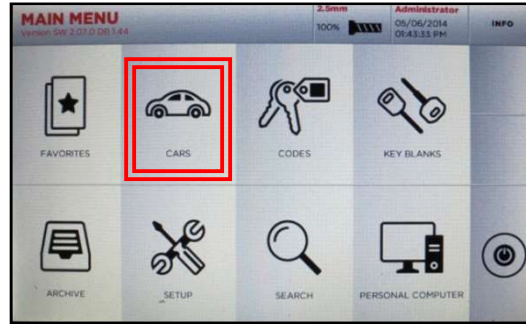 MAIN MENU
Version SW 2.07.0 DB 1.44
2.5mm
100%
Administrator
05/06/2014
01:43:33 PM
INFO
FAVORITES
CARS
CODES
KEY BLANKS
ARCHIVE
SETUP
SEARCH
PERSONAL COMPUTER